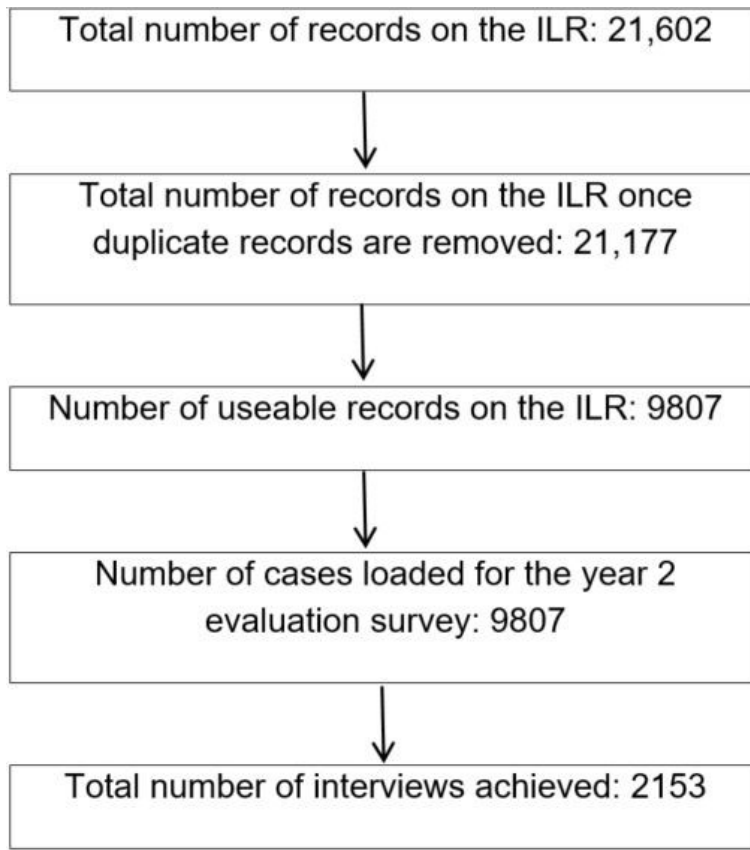 Total number of records on the ILR: 21,602
Total number of records on the ILR once
duplicate records are removed: 21,177
Number of useable records on the ILR: 9807
Number of cases loaded for the year 2
evaluation survey: 9807
Total number of interviews achieved: 2153